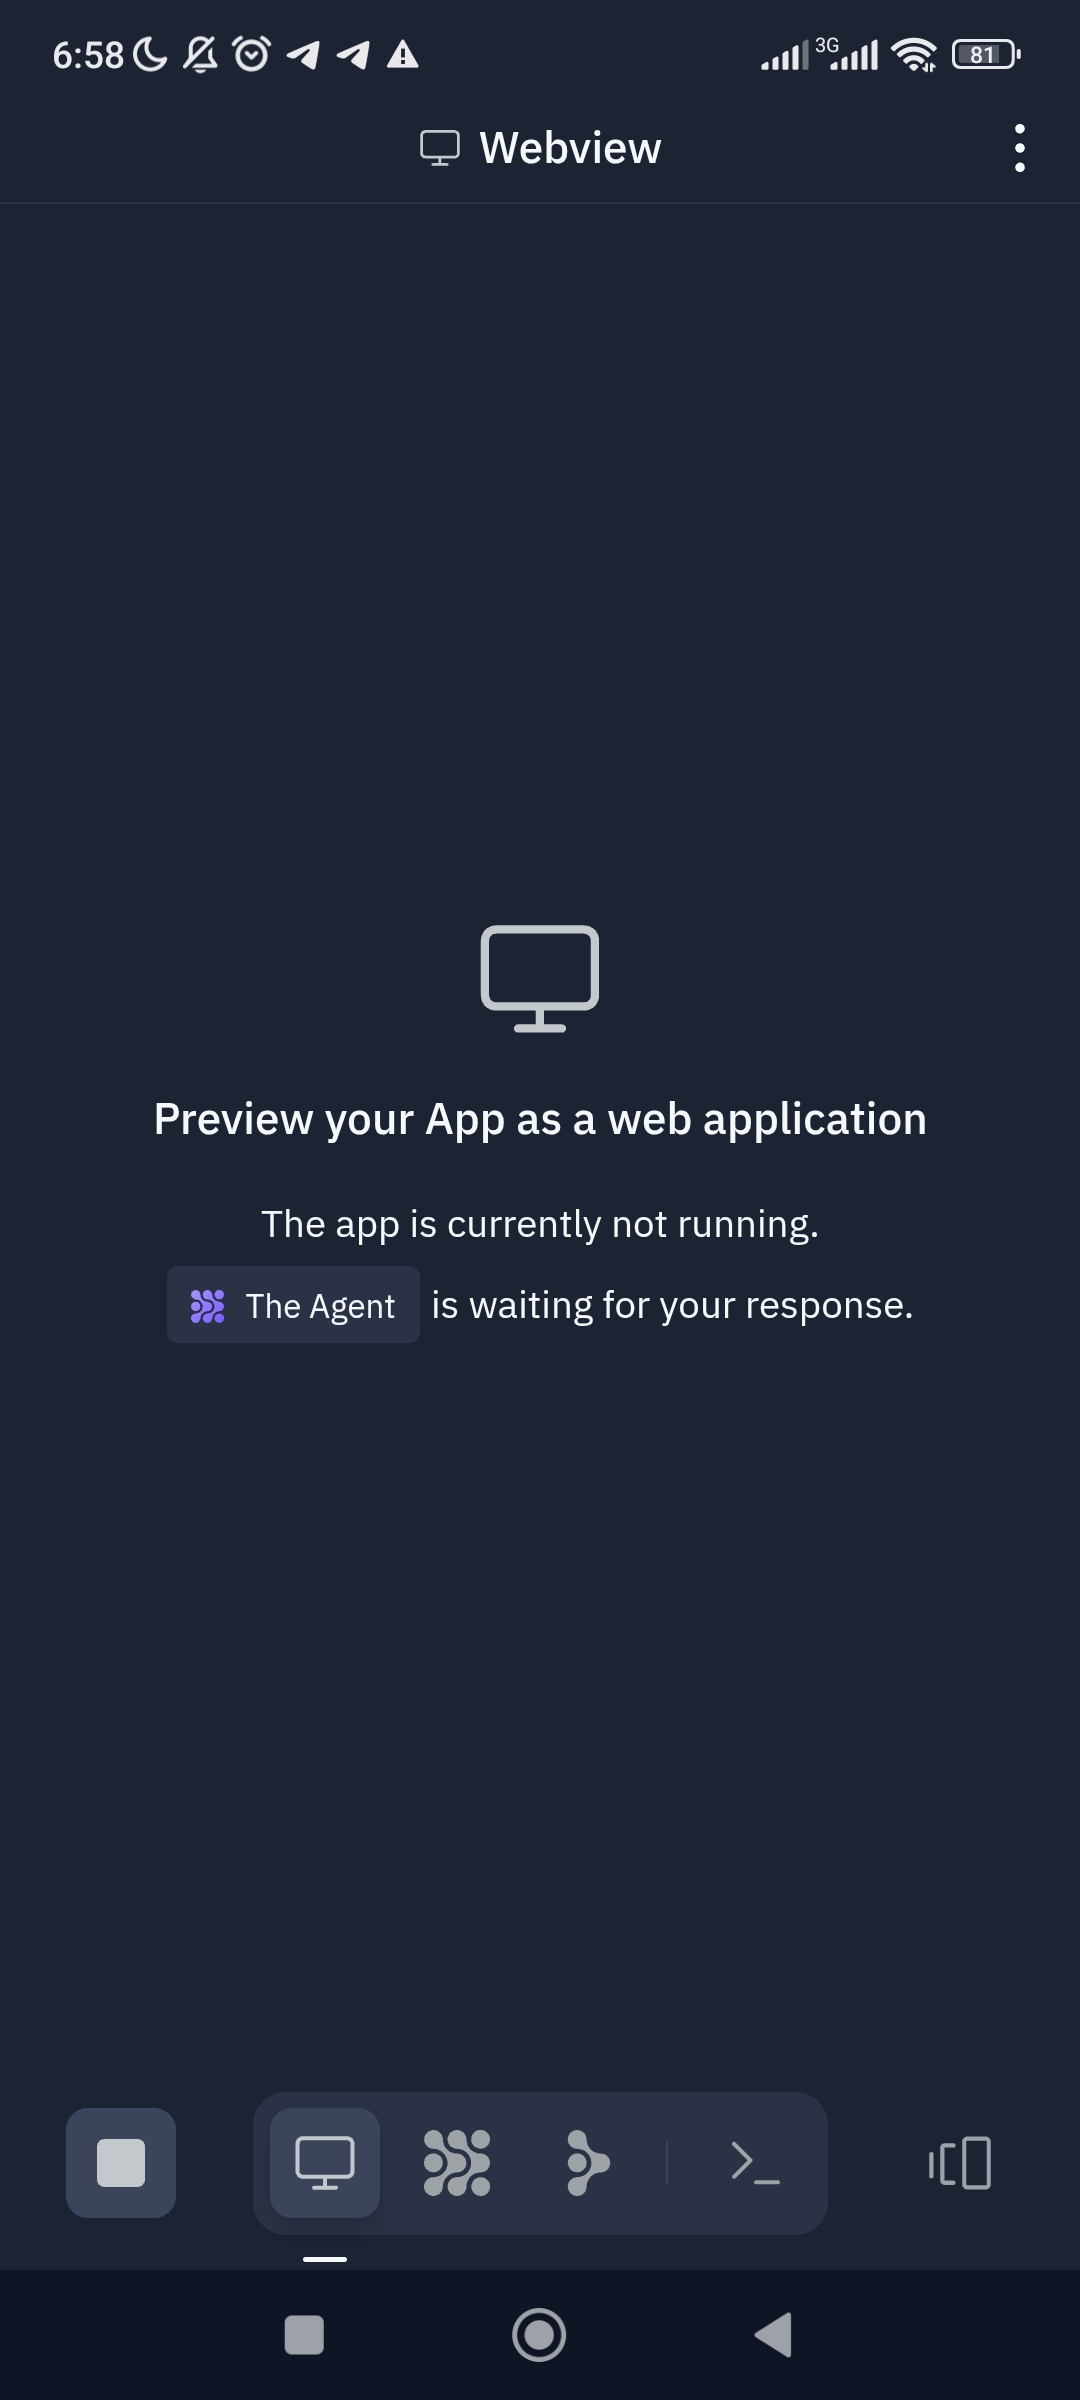 6:58
3G
81
Webview
Preview your App as a web application
The app is currently not running.
The Agent is waiting for your response.